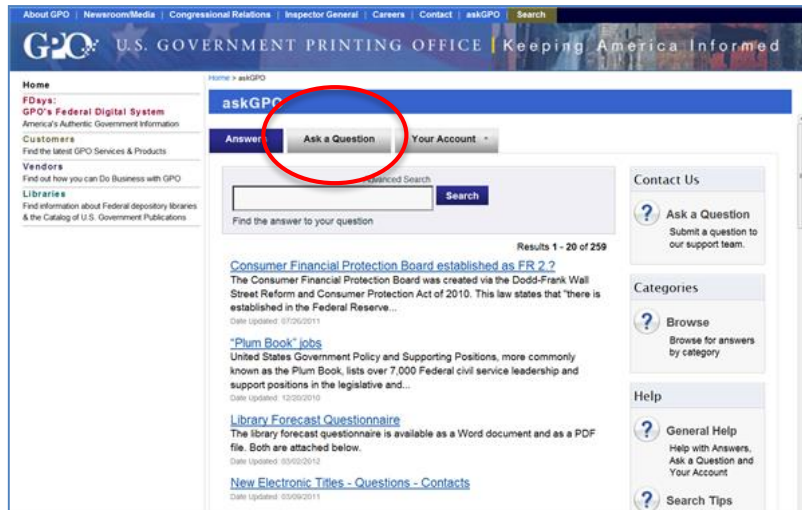 About GPO | Newsroom/Media | Congressional Relations | Inspector General | Careers | Contact | askGPO | Search
GPO U.S. GOVERNMENT PRINTING OFFICE | Keeping America Informed
Home
FDsys:
GPO's Federal Digital System
America's Authentic Government Information
Customers
Find the latest GPO Services & Products
Vendors
Find out how you can Do Business with GPO
Libraries
Find information about Federal depository libraries
& the Catalog of U.S. Government Publications
Home > askGPO
askGPO
Answers Ask a Question Your Account
Advanced Search
Search
Find the answer to your question
Results 1 - 20 of 259
Consumer Financial Protection Board established as FR 2.?
The Consumer Financial Protection Board was created via the Dodd-Frank Wall
Street Reform and Consumer Protection Act of 2010. This law states that "there is
established in the Federal Reserve...
Date Updated: 07/26/2011
"Plum Book" jobs
United States Government Policy and Supporting Positions, more commonly
known as the Plum Book, lists over 7,000 Federal civil service leadership and
support positions in the legislative and...
Date Updated: 12/20/2010
Library Forecast Questionnaire
The library forecast questionnaire is available as a Word document and as a PDF
file. Both are attached below.
Date Updated: 03/02/2012
New Electronic Titles - Questions - Contacts
Date Updated: 03/09/2011
Contact Us
? Ask a Question
Submit a question to
our support team.
Categories
? Browse
Browse for answers
by category
Help
? General Help
Help with Answers,
Ask a Question and
Your Account
? Search Tips